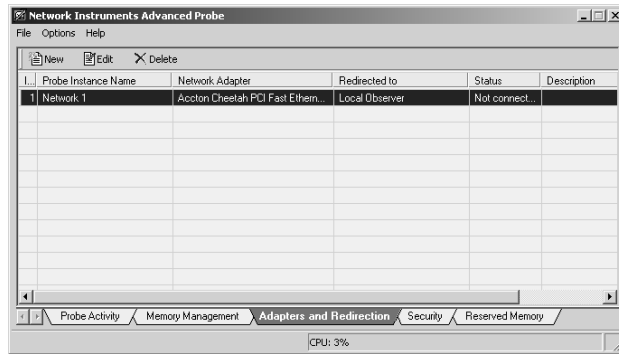 Network Instruments Advanced Probe
File Options Help
New Edit Delete
I... Probe Instance Name Network Adapter Redirected to Status Description
1 Network 1 Accton Cheetah PCI Fast Ethern... Local Observer Not connect...
Probe Activity Memory Management Adapters and Redirection Security Reserved Memory
CPU: 3%